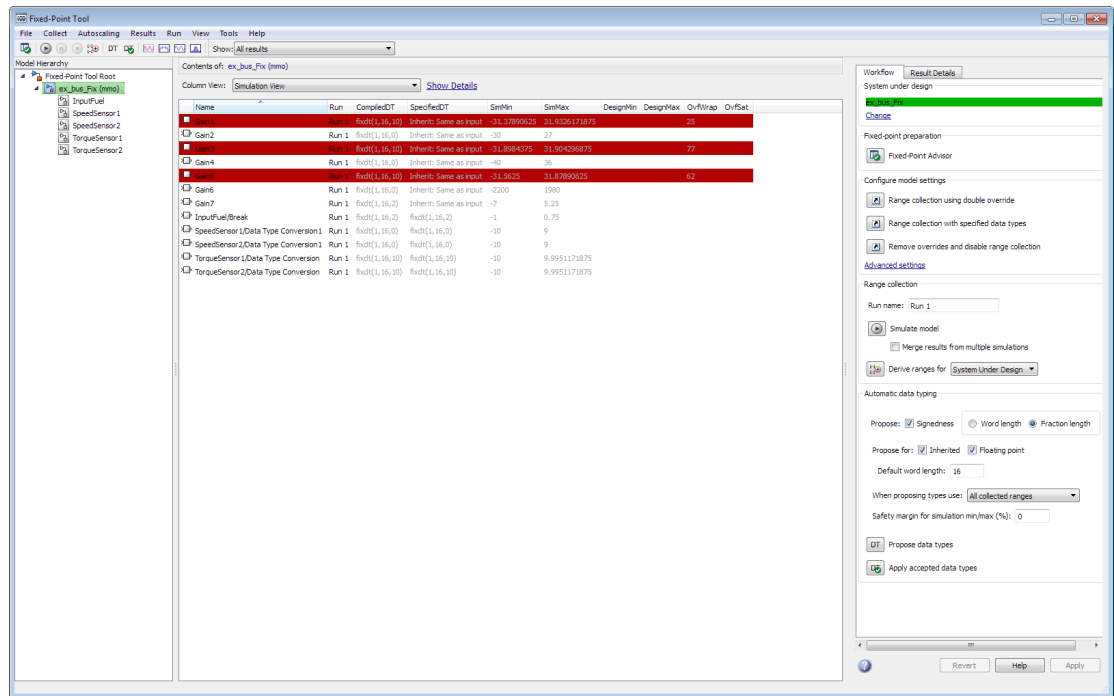 Fixed-Point Tool
File Collect Autoscaling Results Run View Tools Help
Show: All results
Model Hierarchy
Fixed-Point Tool Root
ex_bus_Fix (mmo)
InputFuel
SpeedSensor1
SpeedSensor2
TorqueSensor1
TorqueSensor2
Contents of: ex_bus_Fix (mmo)
Column View: Simulation View Show Details
Name Run CompiledDT SpecifiedDT SimMin SimMax DesignMin DesignMax OvfWrap OvfSat
Gain1 Run 1 fixdt(1,16,10) Inherit: Same as input -31.37890625 31.9326171875 25
Gain2 Run 1 fixdt(1,16,0) Inherit: Same as input -30 27
Gain3 Run 1 fixdt(1,16,10) Inherit: Same as input -31.8984375 31.904296875 77
Gain4 Run 1 fixdt(1,16,0) Inherit: Same as input -40 36
Gain5 Run 1 fixdt(1,16,10) Inherit: Same as input -31.5625 31.87890625 62
Gain6 Run 1 fixdt(1,16,0) Inherit: Same as input -2200 1980
Gain7 Run 1 fixdt(1,16,2) Inherit: Same as input -7 5.25
InputFuel/Break Run 1 fixdt(1,16,2) fixdt(1,16,2) -1 0.75
SpeedSensor1/Data Type Conversion1 Run 1 fixdt(1,16,0) fixdt(1,16,0) -10 9
SpeedSensor2/Data Type Conversion1 Run 1 fixdt(1,16,0) fixdt(1,16,0) -10 9
TorqueSensor1/Data Type Conversion Run 1 fixdt(1,16,10) fixdt(1,16,10) -10 9.9951171875
TorqueSensor2/Data Type Conversion Run 1 fixdt(1,16,10) fixdt(1,16,10) -10 9.9951171875
Workflow Result Details
System under design
ex_bus_Fix
Change
Fixed-point preparation
Fixed-Point Advisor
Configure model settings
Range collection using double override
Range collection with specified data types
Remove overrides and disable range collection
Advanced settings
Range collection
Run name: Run 1
Simulate model
Merge results from multiple simulations
Derive ranges for System Under Design
Automatic data typing
Propose: Signedness Word length Fraction length
Propose for: Inherited Floating point
Default word length: 16
When proposing types use: All collected ranges
Safety margin for simulation min/max (%): 0
DT Propose data types
DT Apply accepted data types
Revert Help Apply